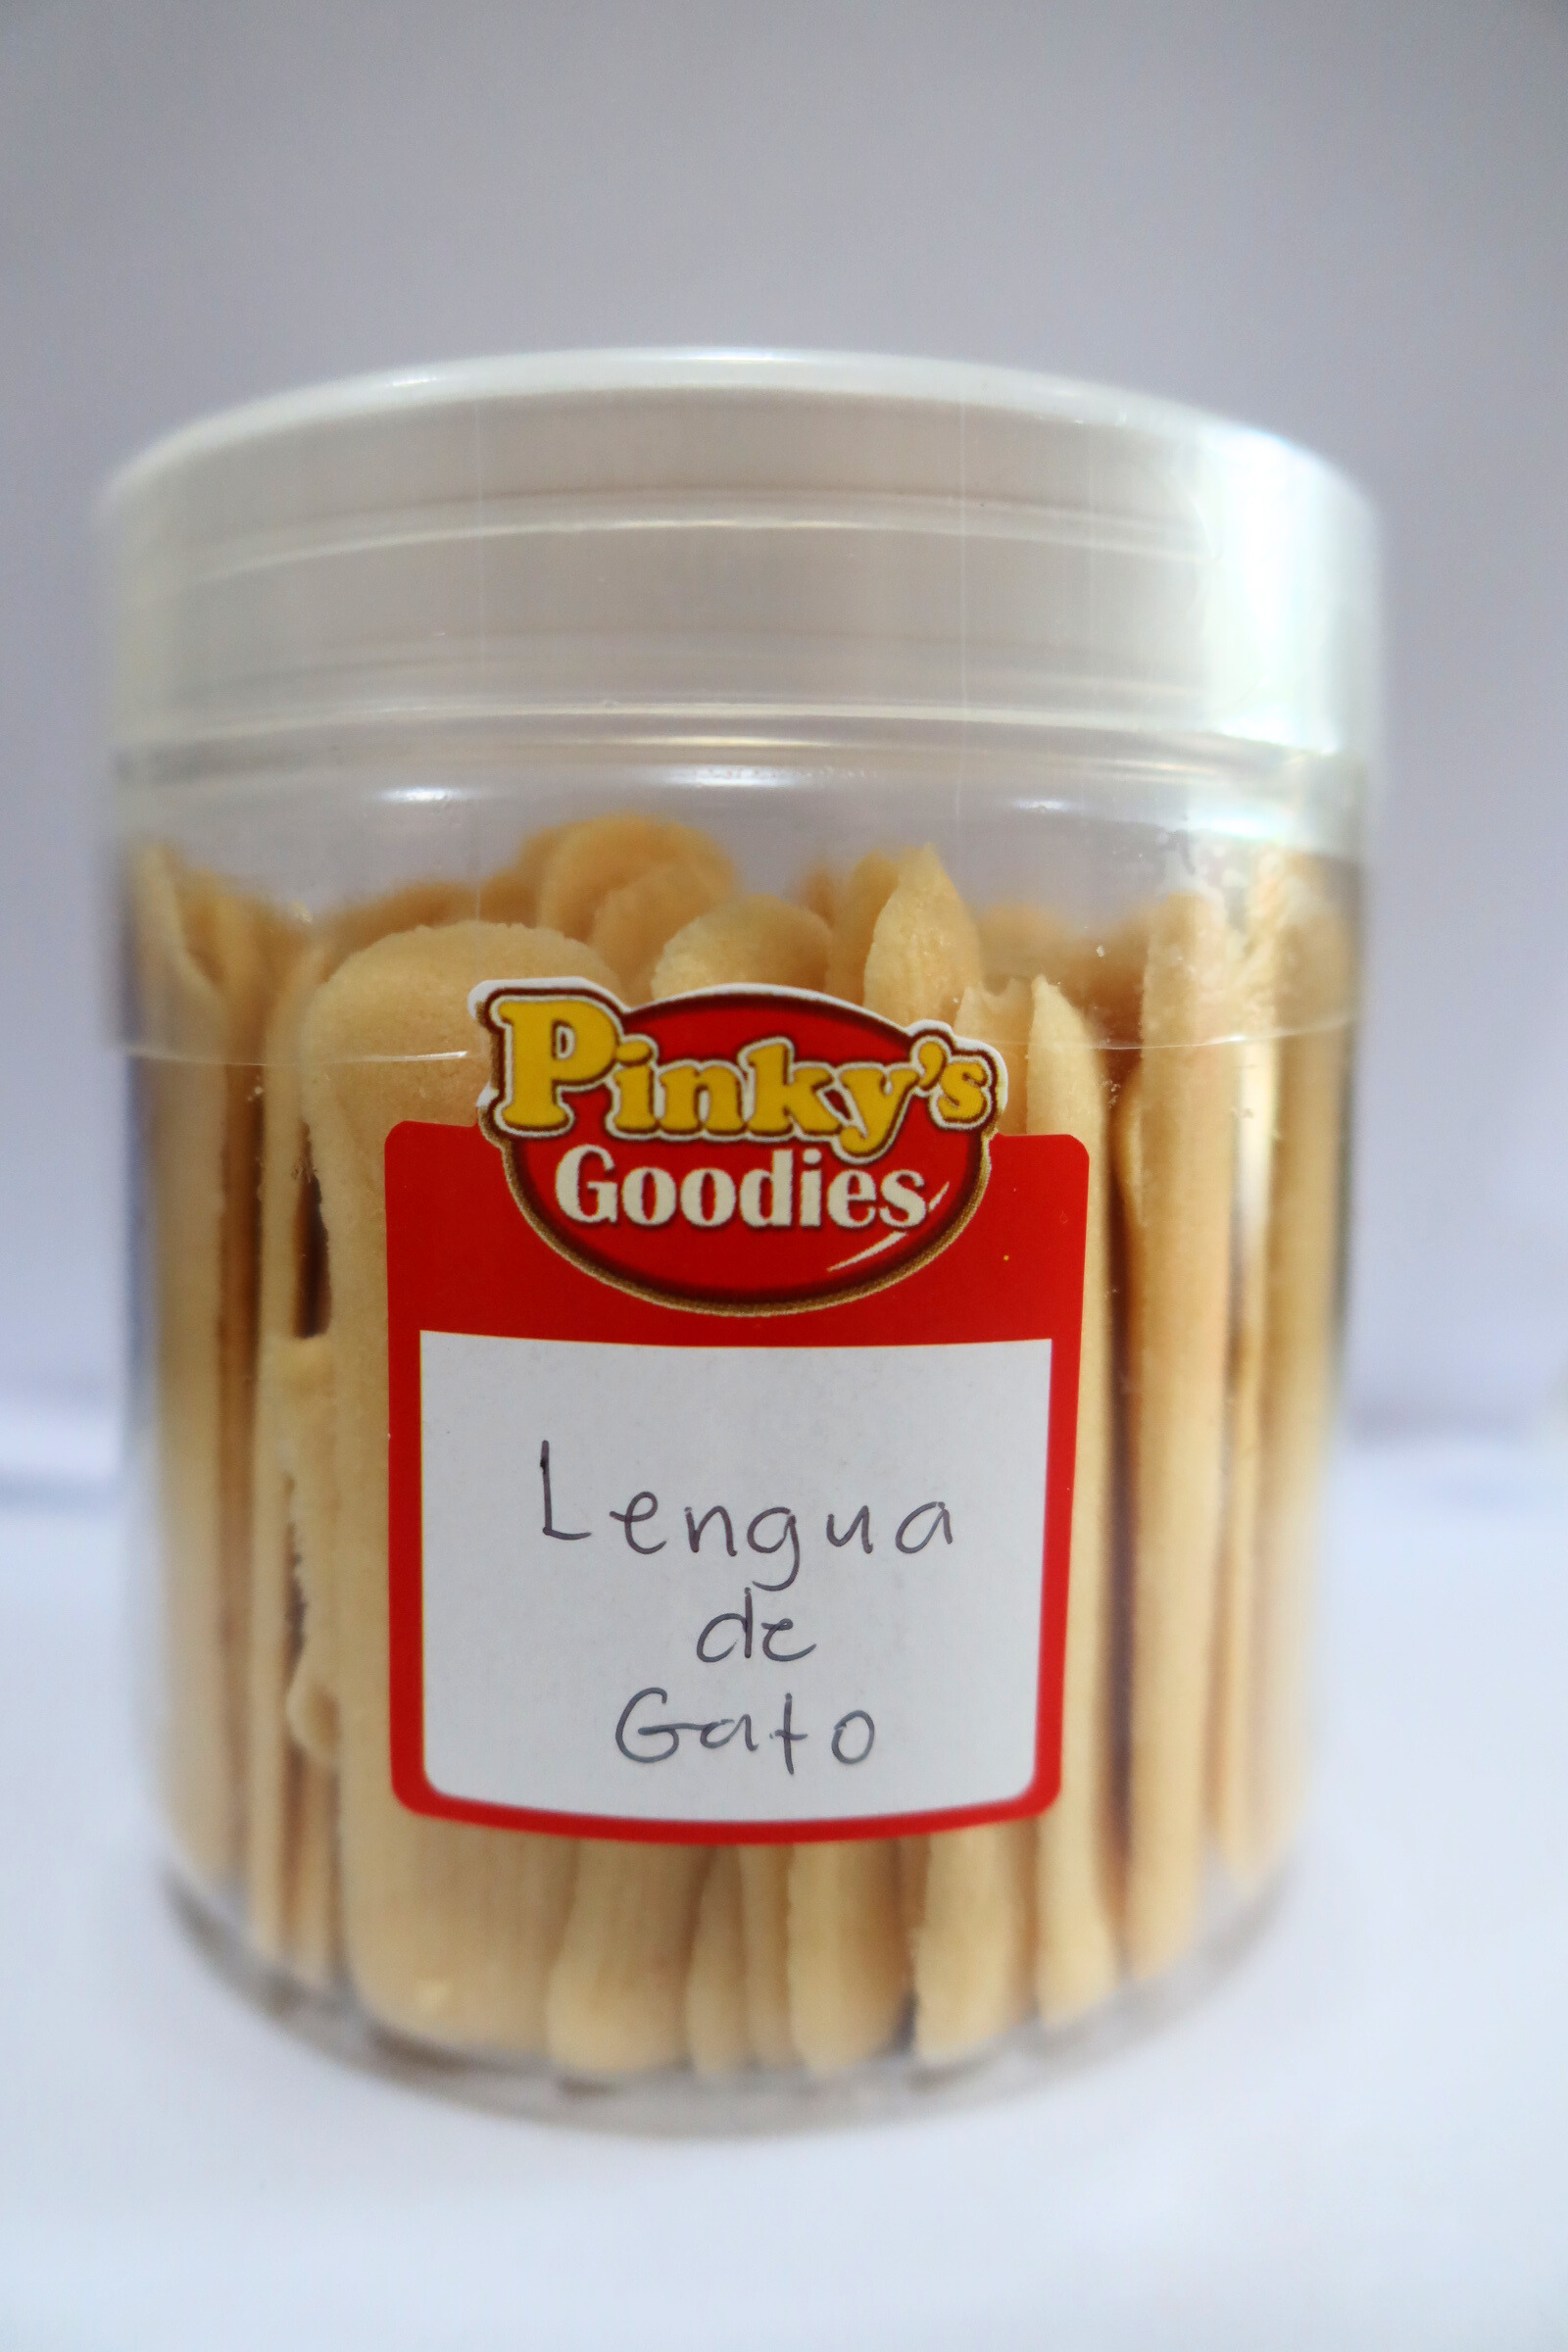 Pinky's
Goodies
Lengua
de
Gato